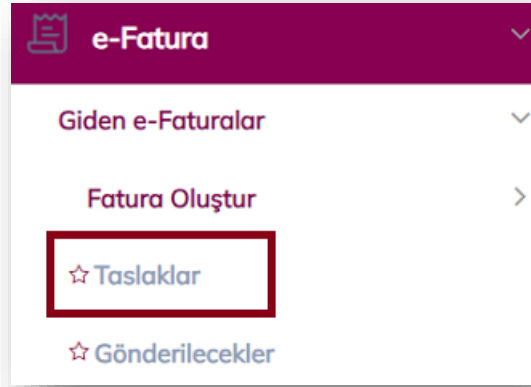 e-Fatura
Giden e-Faturalar
Fatura Oluştur
Taslaklar
Gönderilecekler